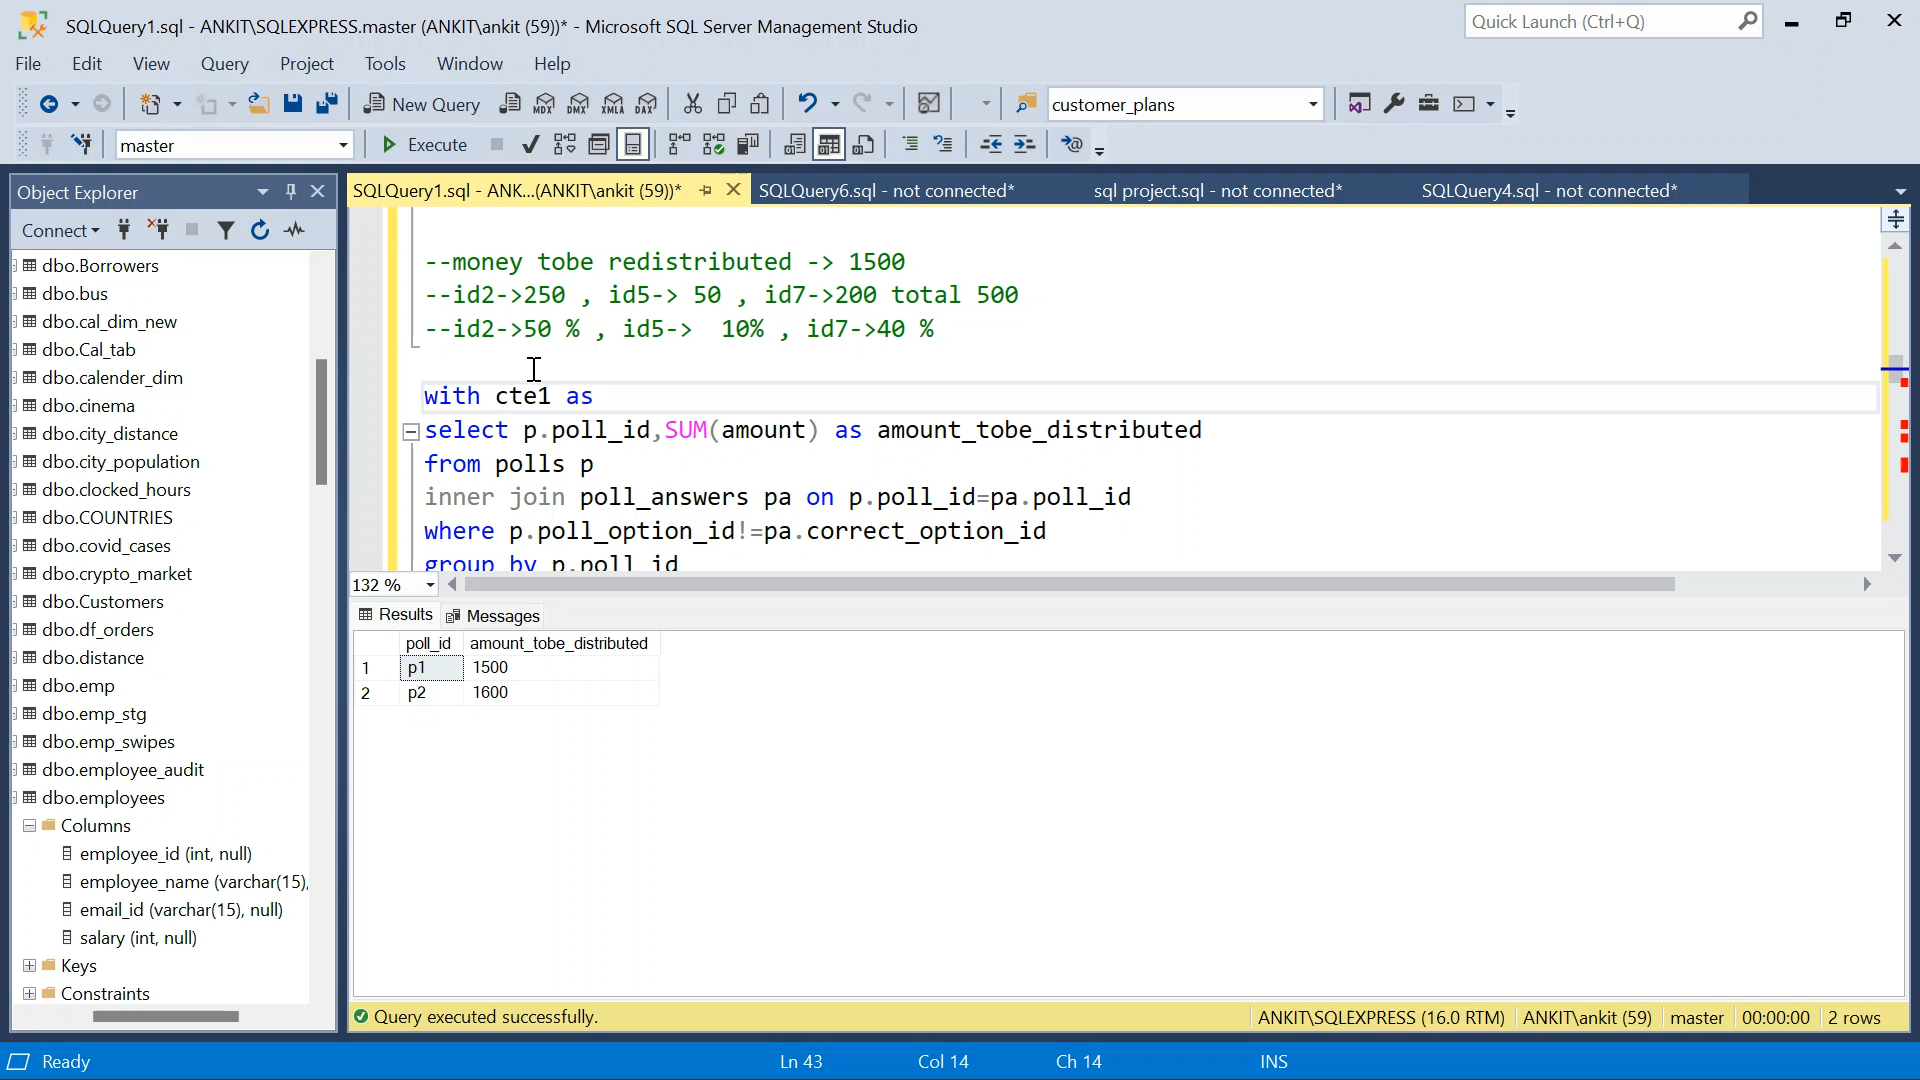 SQLQuery1.sql - ANKIT\SQLEXPRESS.master (ANKIT\ankit (59))* - Microsoft SQL Server Management Studio
Quick Launch (Ctrl+Q)
File Edit View Query Project Tools Window Help
New Query
MDX DMX XMLA DAX
customer_plans
master
Execute
Object Explorer
SQLQuery1.sql - ANK...(ANKIT\ankit (59))*
SQLQuery6.sql - not connected*
sql project.sql - not connected*
SQLQuery4.sql - not connected*
Connect
dbo.Borrowers
dbo.bus
dbo.cal_dim_new
dbo.Cal_tab
dbo.calender_dim
dbo.cinema
dbo.city_distance
dbo.city_population
dbo.clocked_hours
dbo.COUNTRIES
dbo.covid_cases
dbo.crypto_market
dbo.Customers
dbo.df_orders
dbo.distance
dbo.emp
dbo.emp_stg
dbo.emp_swipes
dbo.employee_audit
dbo.employees
Columns
employee_id (int, null)
employee_name (varchar(15),
email_id (varchar(15), null)
salary (int, null)
Keys
Constraints
--money tobe redistributed -> 1500
--id2->250 , id5-> 50 , id7->200 total 500
--id2->50 % , id5->  10% , id7->40 %
with cte1 as
select p.poll_id,SUM(amount) as amount_tobe_distributed
from polls p
inner join poll_answers pa on p.poll_id=pa.poll_id
where p.poll_option_id!=pa.correct_option_id
group by p.poll_id
132 %
Results Messages
poll_id amount_tobe_distributed
1 p1 1500
2 p2 1600
Query executed successfully.
ANKIT\SQLEXPRESS (16.0 RTM) ANKIT\ankit (59) master 00:00:00 2 rows
Ready Ln 43 Col 14 Ch 14 INS